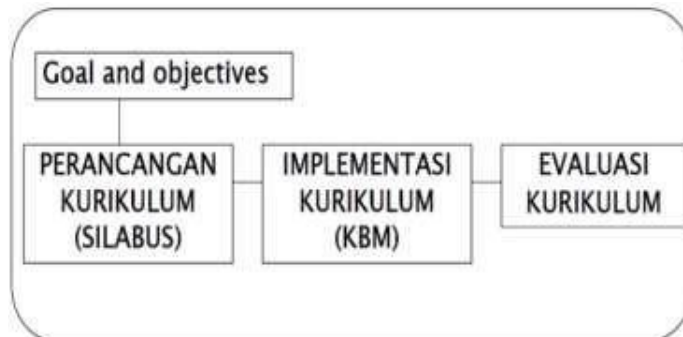 Goal and objectives
PERANCANGAN
KURIKULUM
(SILABUS)
IMPLEMENTASI
KURIKULUM
(KBM)
EVALUASI
KURIKULUM